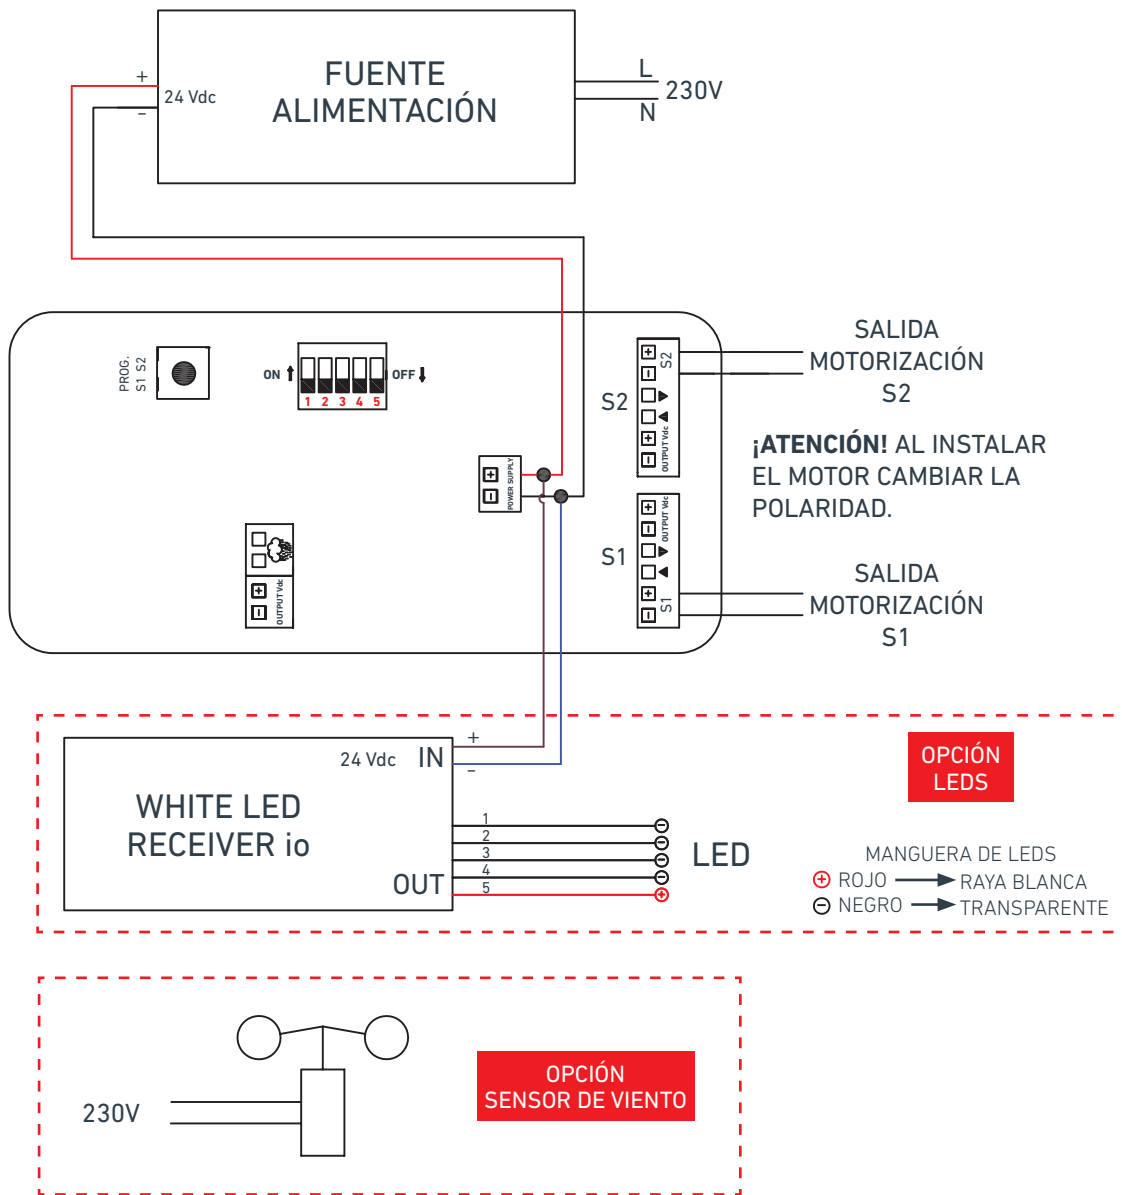 FUENTE
ALIMENTACIÓN
+
24 Vdc
−
L
230V
N
PROG.
S1 S2
ON
OFF
1 2 3 4 5
POWER SUPPLY
+
−
OUTPUT Vdc
+
−
S2
+
−
S2
OUTPUT Vdc
+
−
SALIDA
MOTORIZACIÓN
S2
¡ATENCIÓN! AL INSTALAR
EL MOTOR CAMBIAR LA
POLARIDAD.
S1
OUTPUT Vdc
+
−
S1
+
−
SALIDA
MOTORIZACIÓN
S1
24 Vdc IN
+
−
WHITE LED
RECEIVER io
OUT
1
2
3
4
5
−
−
−
−
+
LED
OPCIÓN
LEDS
MANGUERA DE LEDS
+ ROJO RAYA BLANCA
− NEGRO TRANSPARENTE
230V
OPCIÓN
SENSOR DE VIENTO